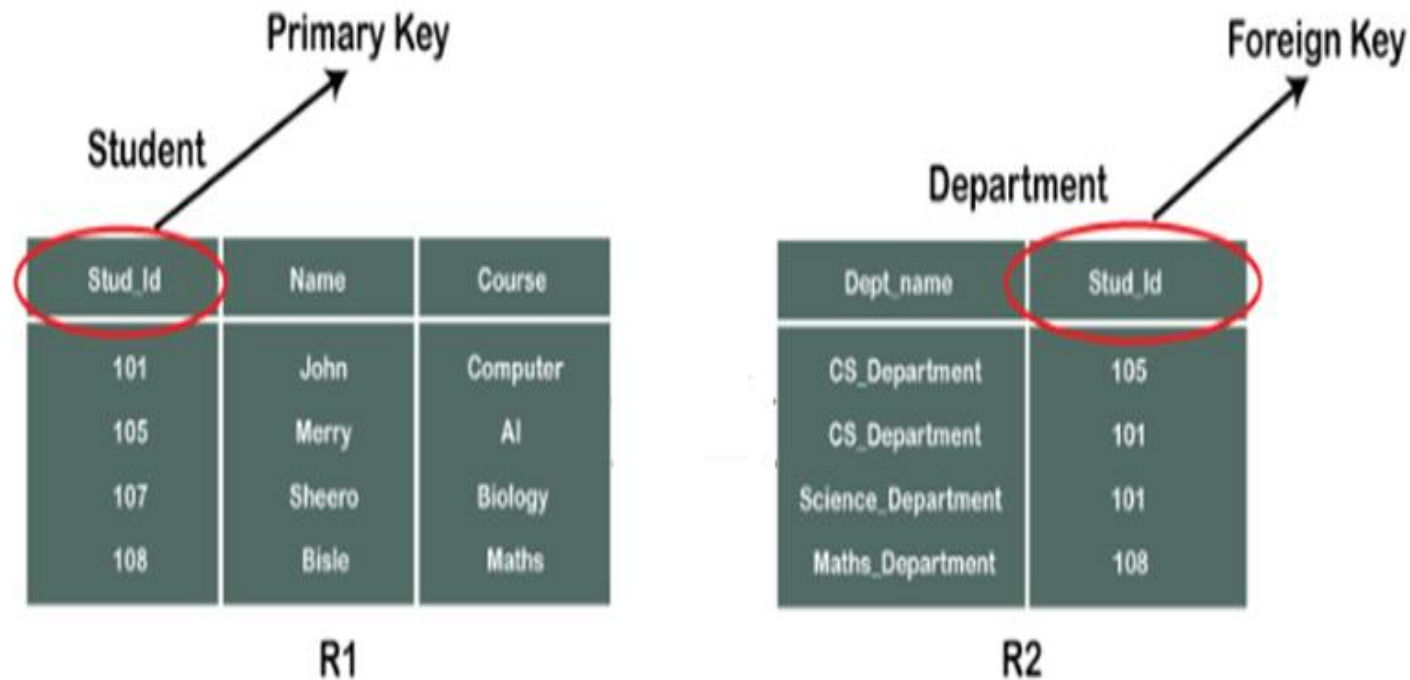 Primary Key
Foreign Key
Student
Department
Stud_Id Name Course
101 John Computer
105 Merry AI
107 Sheero Biology
108 Bisle Maths
R1
Dept_name Stud_Id
CS_Department 105
CS_Department 101
Science_Department 101
Maths_Department 108
R2